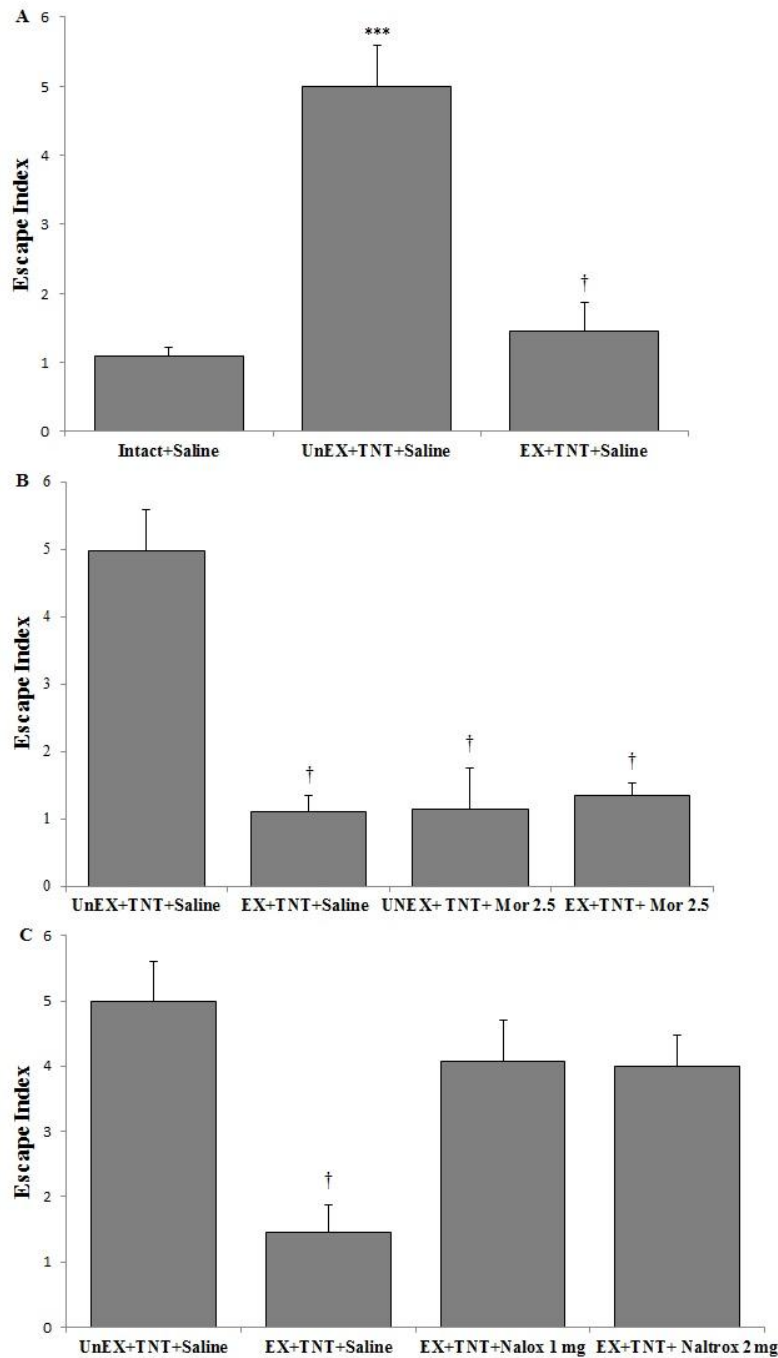 A
6
***
5
4
3
†
2
1
0
Escape Index
Intact+Saline UnEX+TNT+Saline EX+TNT+Saline
B
6
5
4
3
2
1
0
Escape Index
† † †
UnEX+TNT+Saline EX+TNT+Saline UNEX+ TNT+ Mor 2.5 EX+TNT+ Mor 2.5
C
6
5
4
3
2
1
0
Escape Index
†
UnEX+TNT+Saline EX+TNT+Saline EX+TNT+Nalox 1 mg EX+TNT+ Naltrox 2 mg